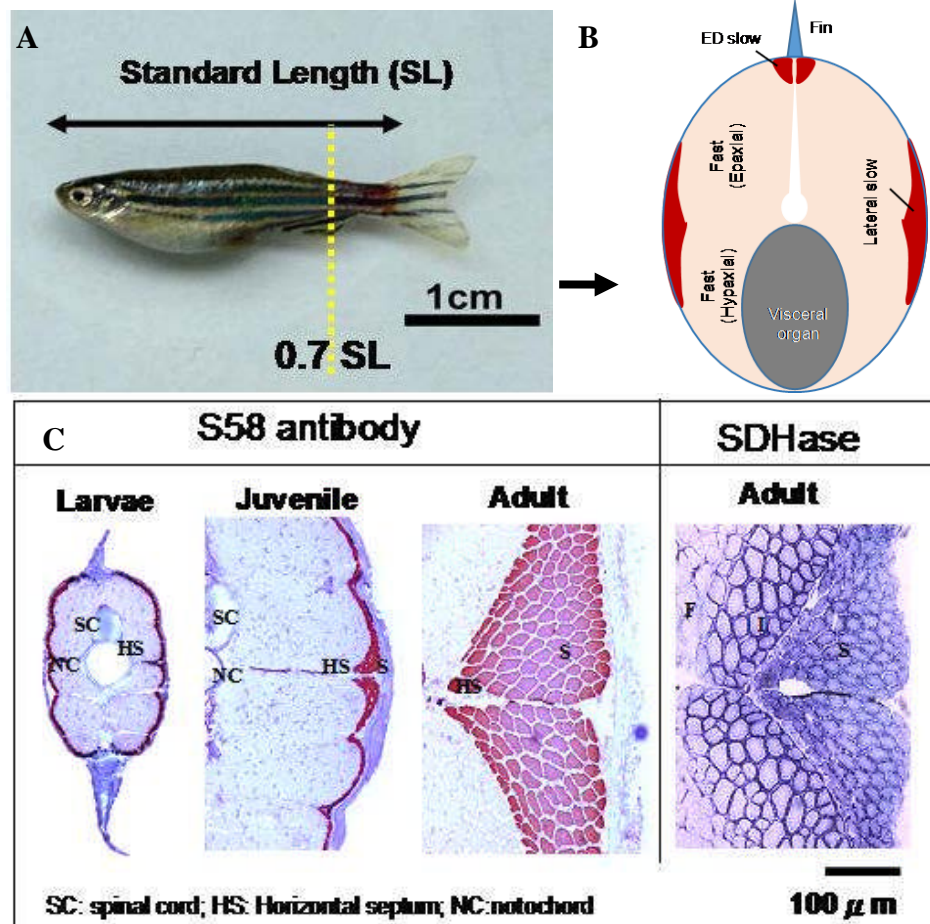 A
Standard Length (SL)
1cm
0.7 SL
B
Fin
ED slow
Fast
(Epaxial)
Lateral slow
Fast
(Hypaxial)
Visceral
organ
C
S58 antibody
SDHase
Larvae
Juvenile
Adult
Adult
SC
HS
NC
SC
NC
HS
S
HS
S
F
I
S
SC: spinal cord; HS: Horizontal septum; NC:notochord
100 μm